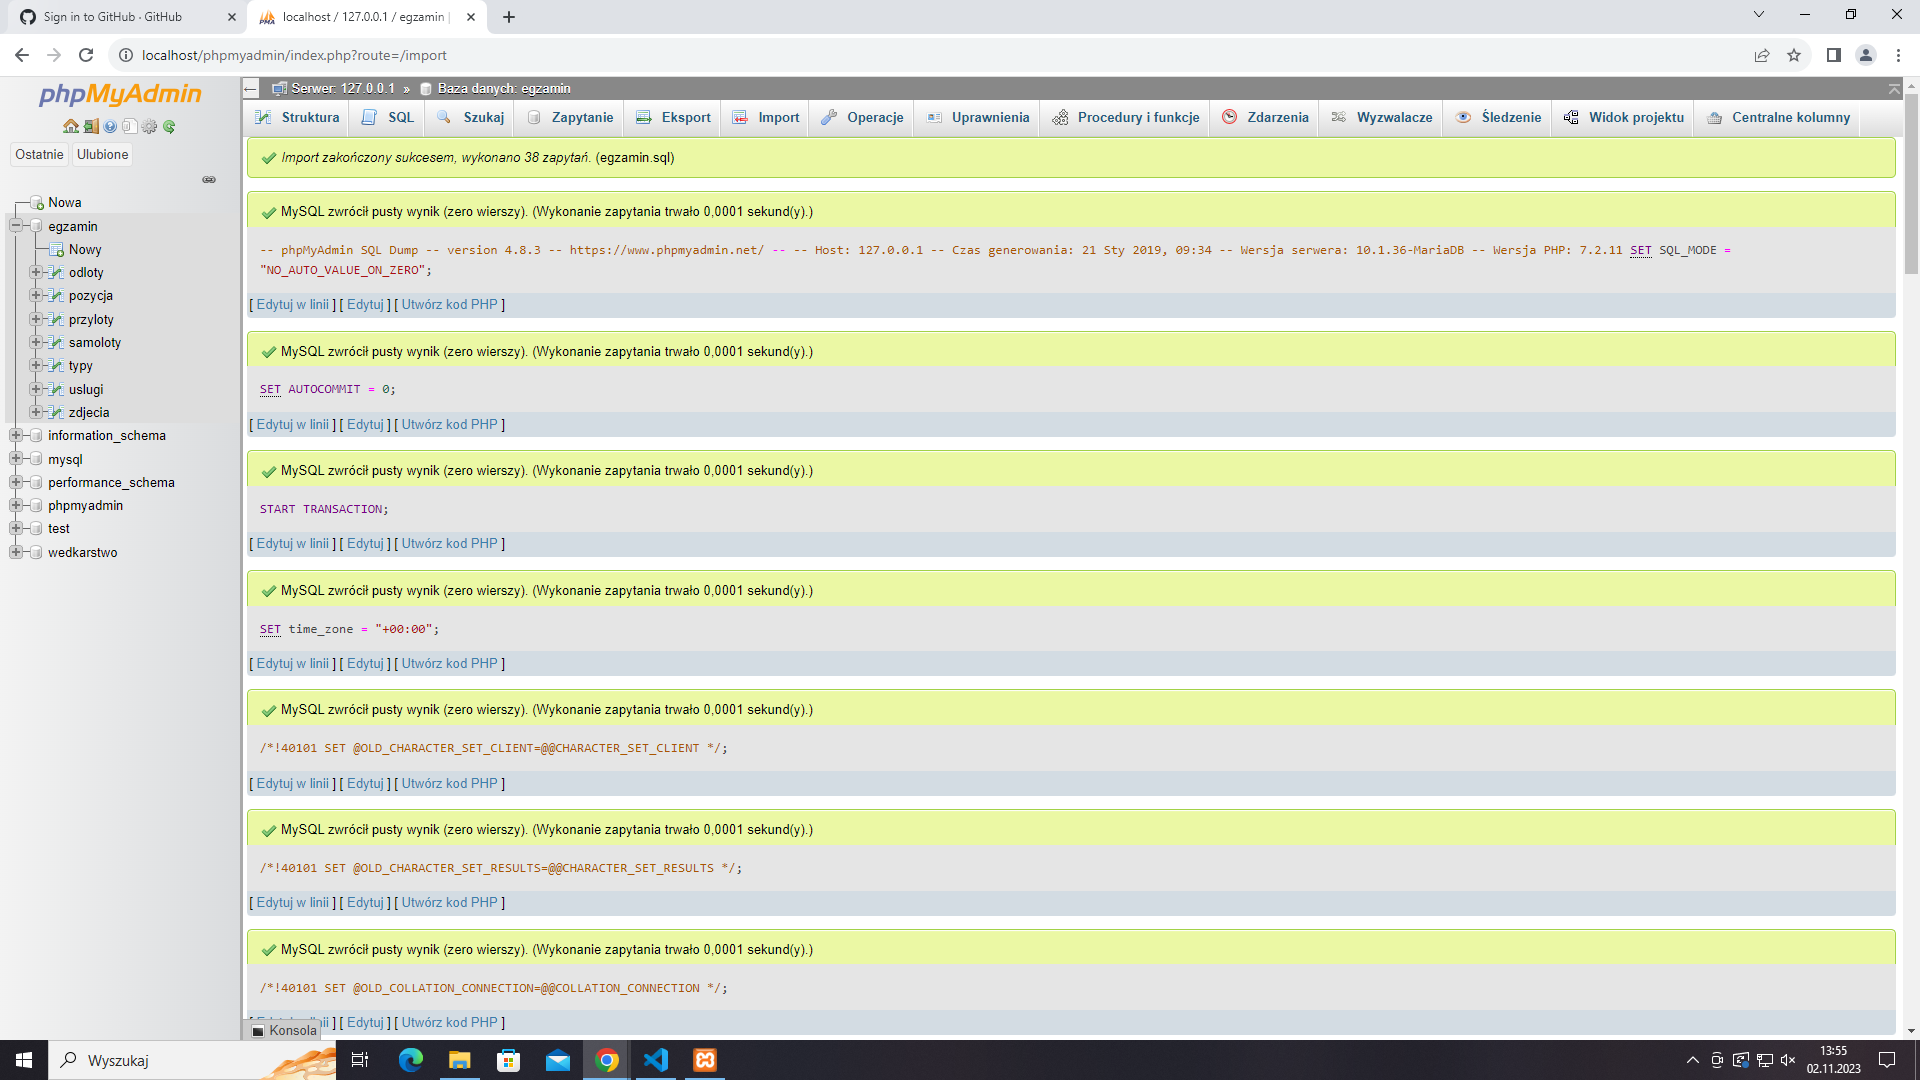 Sign in to GitHub · GitHub
localhost / 127.0.0.1 / egzamin |
localhost/phpmyadmin/index.php?route=/import
phpMyAdmin
Ostatnie
Ulubione
Nowa
egzamin
Nowy
odloty
pozycja
przyloty
samoloty
typy
uslugi
zdjecia
information_schema
mysql
performance_schema
phpmyadmin
test
wedkarstwo
Serwer: 127.0.0.1 » Baza danych: egzamin
Struktura SQL Szukaj Zapytanie Eksport Import Operacje Uprawnienia Procedury i funkcje Zdarzenia Wyzwalacze Śledzenie Widok projektu Centralne kolumny
Import zakończony sukcesem, wykonano 38 zapytań. (egzamin.sql)
MySQL zwrócił pusty wynik (zero wierszy). (Wykonanie zapytania trwało 0,0001 sekund(y).)
-- phpMyAdmin SQL Dump -- version 4.8.3 -- https://www.phpmyadmin.net/ -- -- Host: 127.0.0.1 -- Czas generowania: 21 Sty 2019, 09:34 -- Wersja serwera: 10.1.36-MariaDB -- Wersja PHP: 7.2.11 SET SQL_MODE =
"NO_AUTO_VALUE_ON_ZERO";
[ Edytuj w linii ] [ Edytuj ] [ Utwórz kod PHP ]
MySQL zwrócił pusty wynik (zero wierszy). (Wykonanie zapytania trwało 0,0001 sekund(y).)
SET AUTOCOMMIT = 0;
[ Edytuj w linii ] [ Edytuj ] [ Utwórz kod PHP ]
MySQL zwrócił pusty wynik (zero wierszy). (Wykonanie zapytania trwało 0,0001 sekund(y).)
START TRANSACTION;
[ Edytuj w linii ] [ Edytuj ] [ Utwórz kod PHP ]
MySQL zwrócił pusty wynik (zero wierszy). (Wykonanie zapytania trwało 0,0001 sekund(y).)
SET time_zone = "+00:00";
[ Edytuj w linii ] [ Edytuj ] [ Utwórz kod PHP ]
MySQL zwrócił pusty wynik (zero wierszy). (Wykonanie zapytania trwało 0,0001 sekund(y).)
/*!40101 SET @OLD_CHARACTER_SET_CLIENT=@@CHARACTER_SET_CLIENT */;
[ Edytuj w linii ] [ Edytuj ] [ Utwórz kod PHP ]
MySQL zwrócił pusty wynik (zero wierszy). (Wykonanie zapytania trwało 0,0001 sekund(y).)
/*!40101 SET @OLD_CHARACTER_SET_RESULTS=@@CHARACTER_SET_RESULTS */;
[ Edytuj w linii ] [ Edytuj ] [ Utwórz kod PHP ]
MySQL zwrócił pusty wynik (zero wierszy). (Wykonanie zapytania trwało 0,0001 sekund(y).)
/*!40101 SET @OLD_COLLATION_CONNECTION=@@COLLATION_CONNECTION */;
] [ Edytuj ] [ Utwórz kod PHP ]
Konsola
Wyszukaj
13:55
02.11.2023